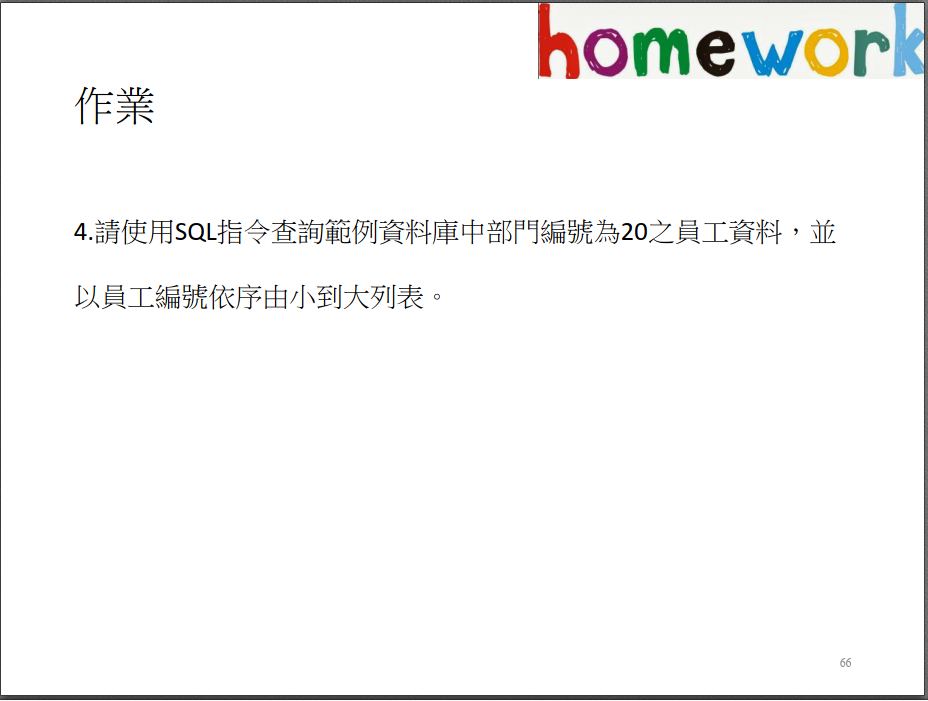 homework
作業
4.請使用SQL指令查詢範例資料庫中部門編號為20之員工資料，並
以員工編號依序由小到大列表。
66